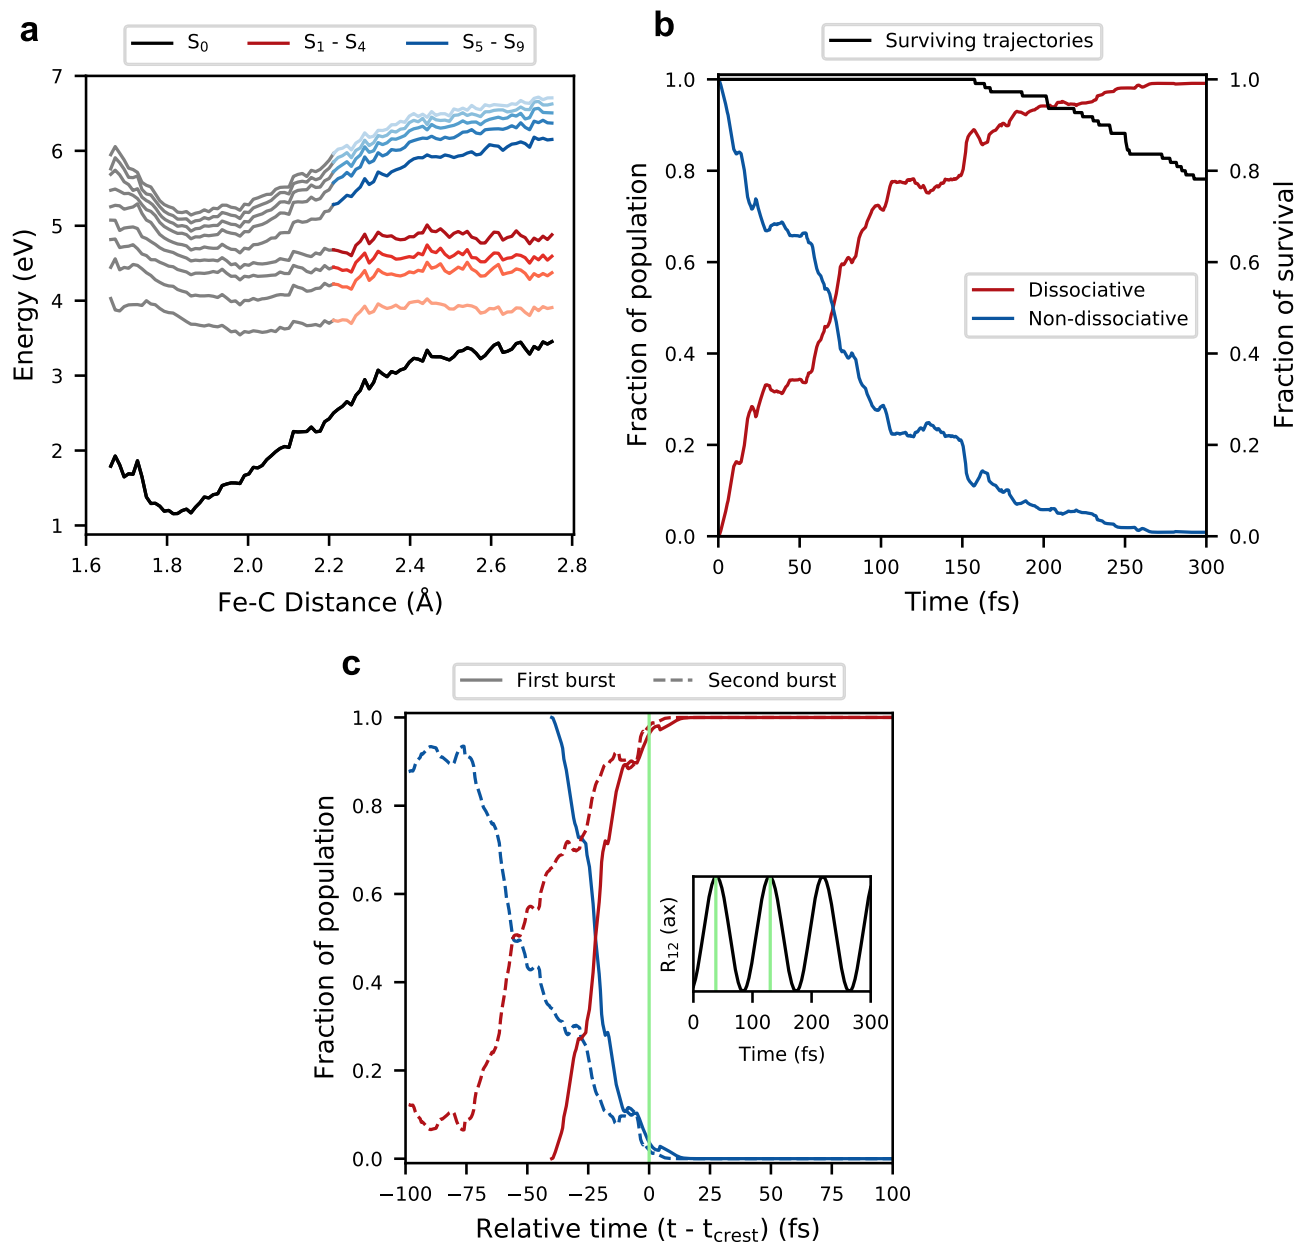 a
S₀ S₁ - S₄ S₅ - S₉
7
6
5
4
3
2
1
Energy (eV)
1.6 1.8 2.0 2.2 2.4 2.6 2.8
Fe-C Distance (Å)
b
Surviving trajectories
1.0
0.8
0.6
0.4
0.2
0.0
Fraction of population
1.0
0.8
0.6
0.4
0.2
0.0
Fraction of survival
Dissociative
Non-dissociative
0 50 100 150 200 250 300
Time (fs)
c
First burst Second burst
1.0
0.8
0.6
0.4
0.2
0.0
Fraction of population
R₁₂ (ax)
0 100 200 300
Time (fs)
−100 −75 −50 −25 0 25 50 75 100
Relative time (t - t_crest) (fs)